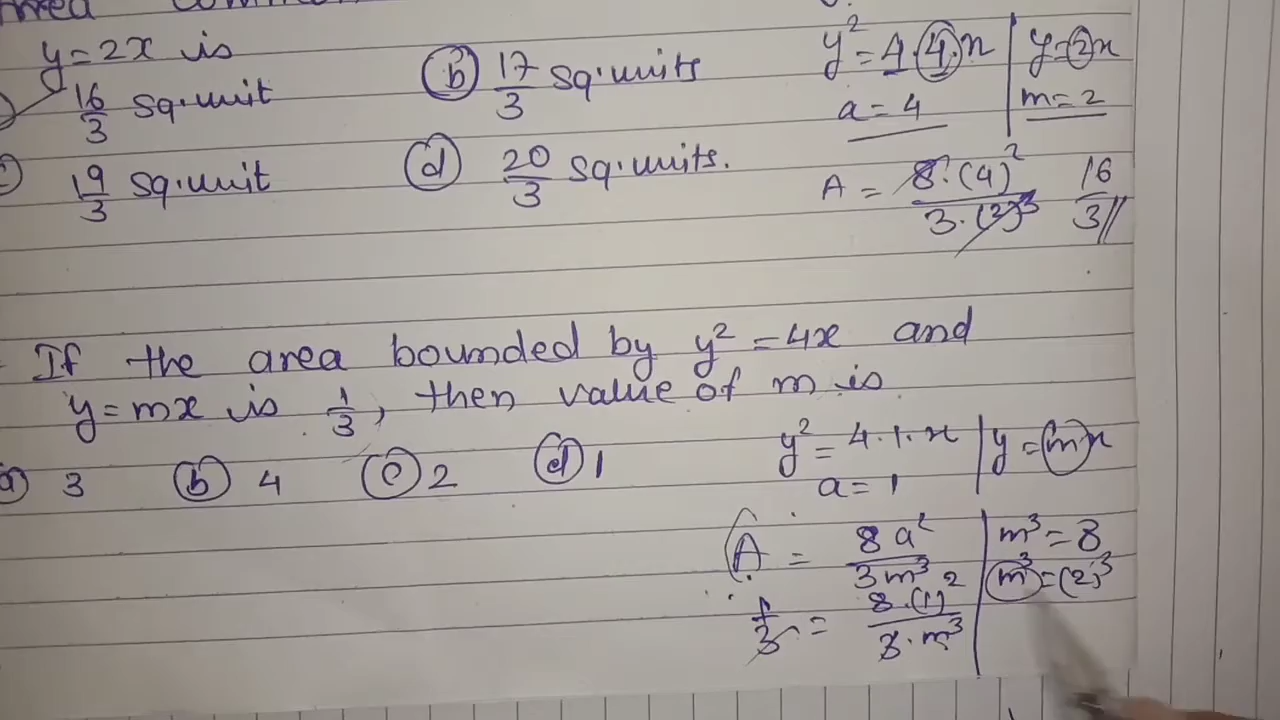 y = 2x is
16/3 sq. unit (b) 17/3 sq. units
19/3 sq. unit (d) 20/3 sq. units.
y² = 4.4.x | y = 2x
a = 4 | m = 2
A = 8.(4)²/3.(2)³ 16/3
If the area bounded by y² = 4x and
y = mx is 1/3, then value of m is
(a) 3 (b) 4 (c) 2 (d) 1
y² = 4.1.x | y = mx
a = 1
A = 8a²/3m³ | m³ = 8
1/3 = 8.(1)²/3.m³ | m³ = (2)³